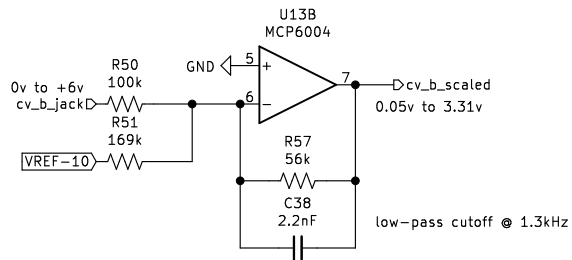 U13B
MCP6004
GND
5
+
7
cv_b_scaled
0.05v to 3.31v
R50
100k
0v to +6v
cv_b_jack
6
−
R51
169k
VREF-10
R57
56k
C38
2.2nF
low-pass cutoff @ 1.3kHz